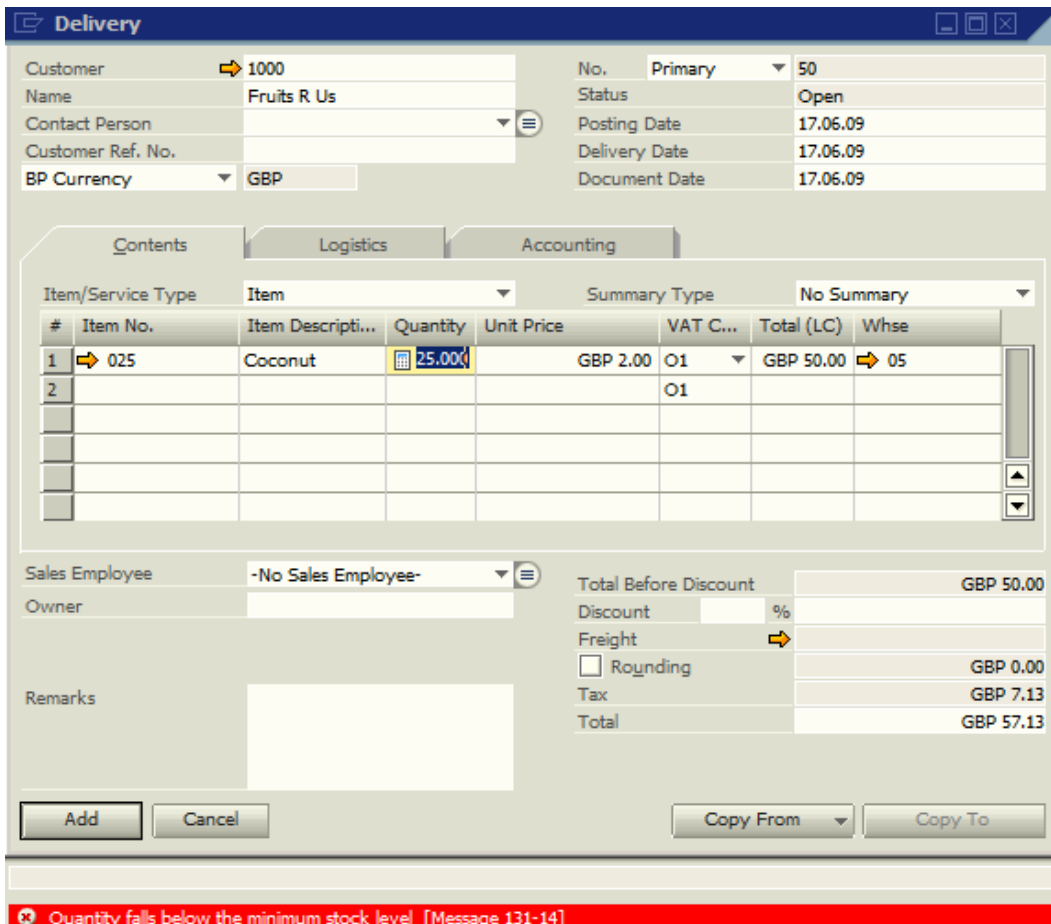 Delivery
Customer 1000 No. Primary 50
Name Fruits R Us Status Open
Contact Person Posting Date 17.06.09
Customer Ref. No. Delivery Date 17.06.09
BP Currency GBP Document Date 17.06.09
Contents Logistics Accounting
Item/Service Type Item Summary Type No Summary
# Item No. Item Descripti... Quantity Unit Price VAT C... Total (LC) Whse
1 025 Coconut 25.000 GBP 2.00 O1 GBP 50.00 05
2 O1
Sales Employee -No Sales Employee- Total Before Discount GBP 50.00
Owner Discount %
Freight
Rounding GBP 0.00
Remarks Tax GBP 7.13
Total GBP 57.13
Add Cancel Copy From Copy To
Quantity falls below the minimum stock level [Message 131-14]